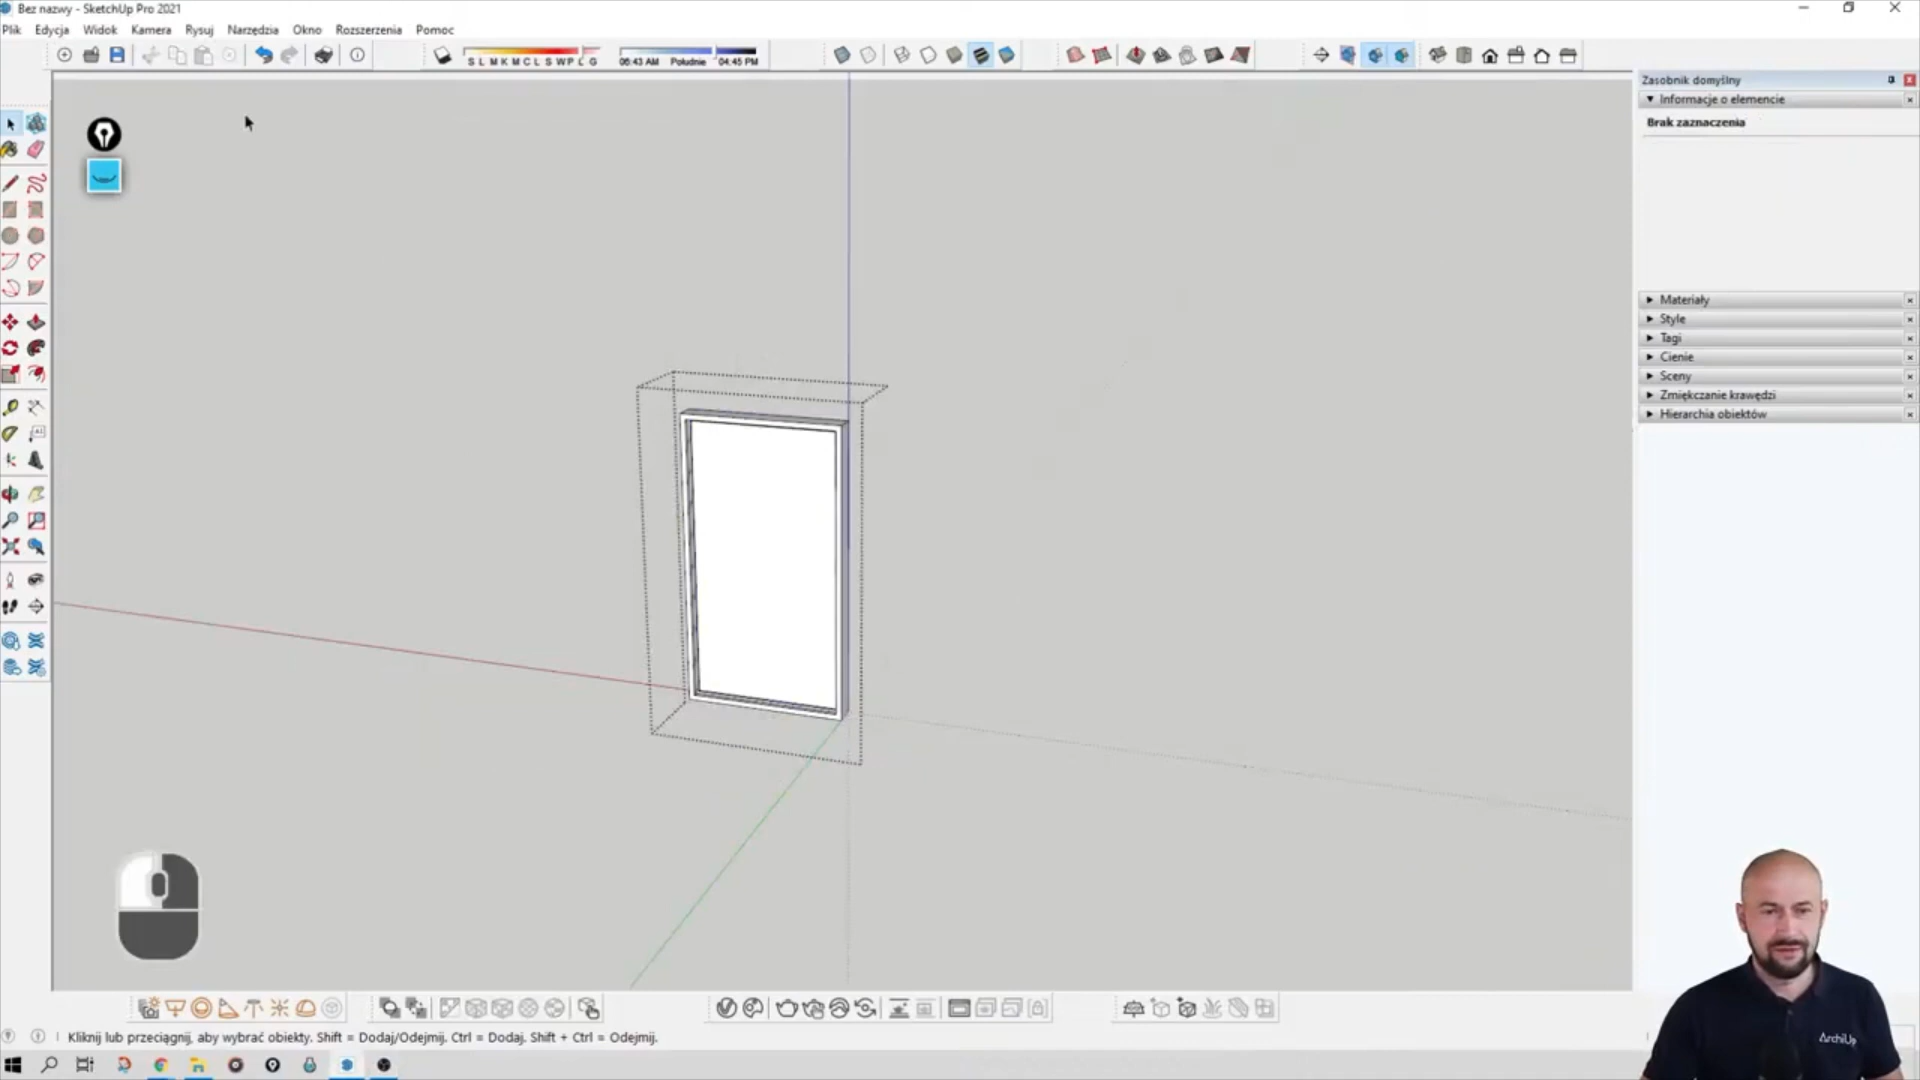 Bez nazwy - SketchUp Pro 2021
Plik Edycja Widok Kamera Rysuj Narzędzia Okno Rozszerzenia Pomoc
S L M K M C L S W P L G 06:43 AM Południe 04:45 PM
Zasobnik domyślny
Informacje o elemencie
Brak zaznaczenia
Materiały
Style
Tagi
Cienie
Sceny
Zmiękczanie krawędzi
Hierarchia obiektów
Kliknij lub przeciągnij, aby wybrać obiekty. Shift = Dodaj/Odejmij. Ctrl = Dodaj. Shift + Ctrl = Odejmij.
ArchiUp